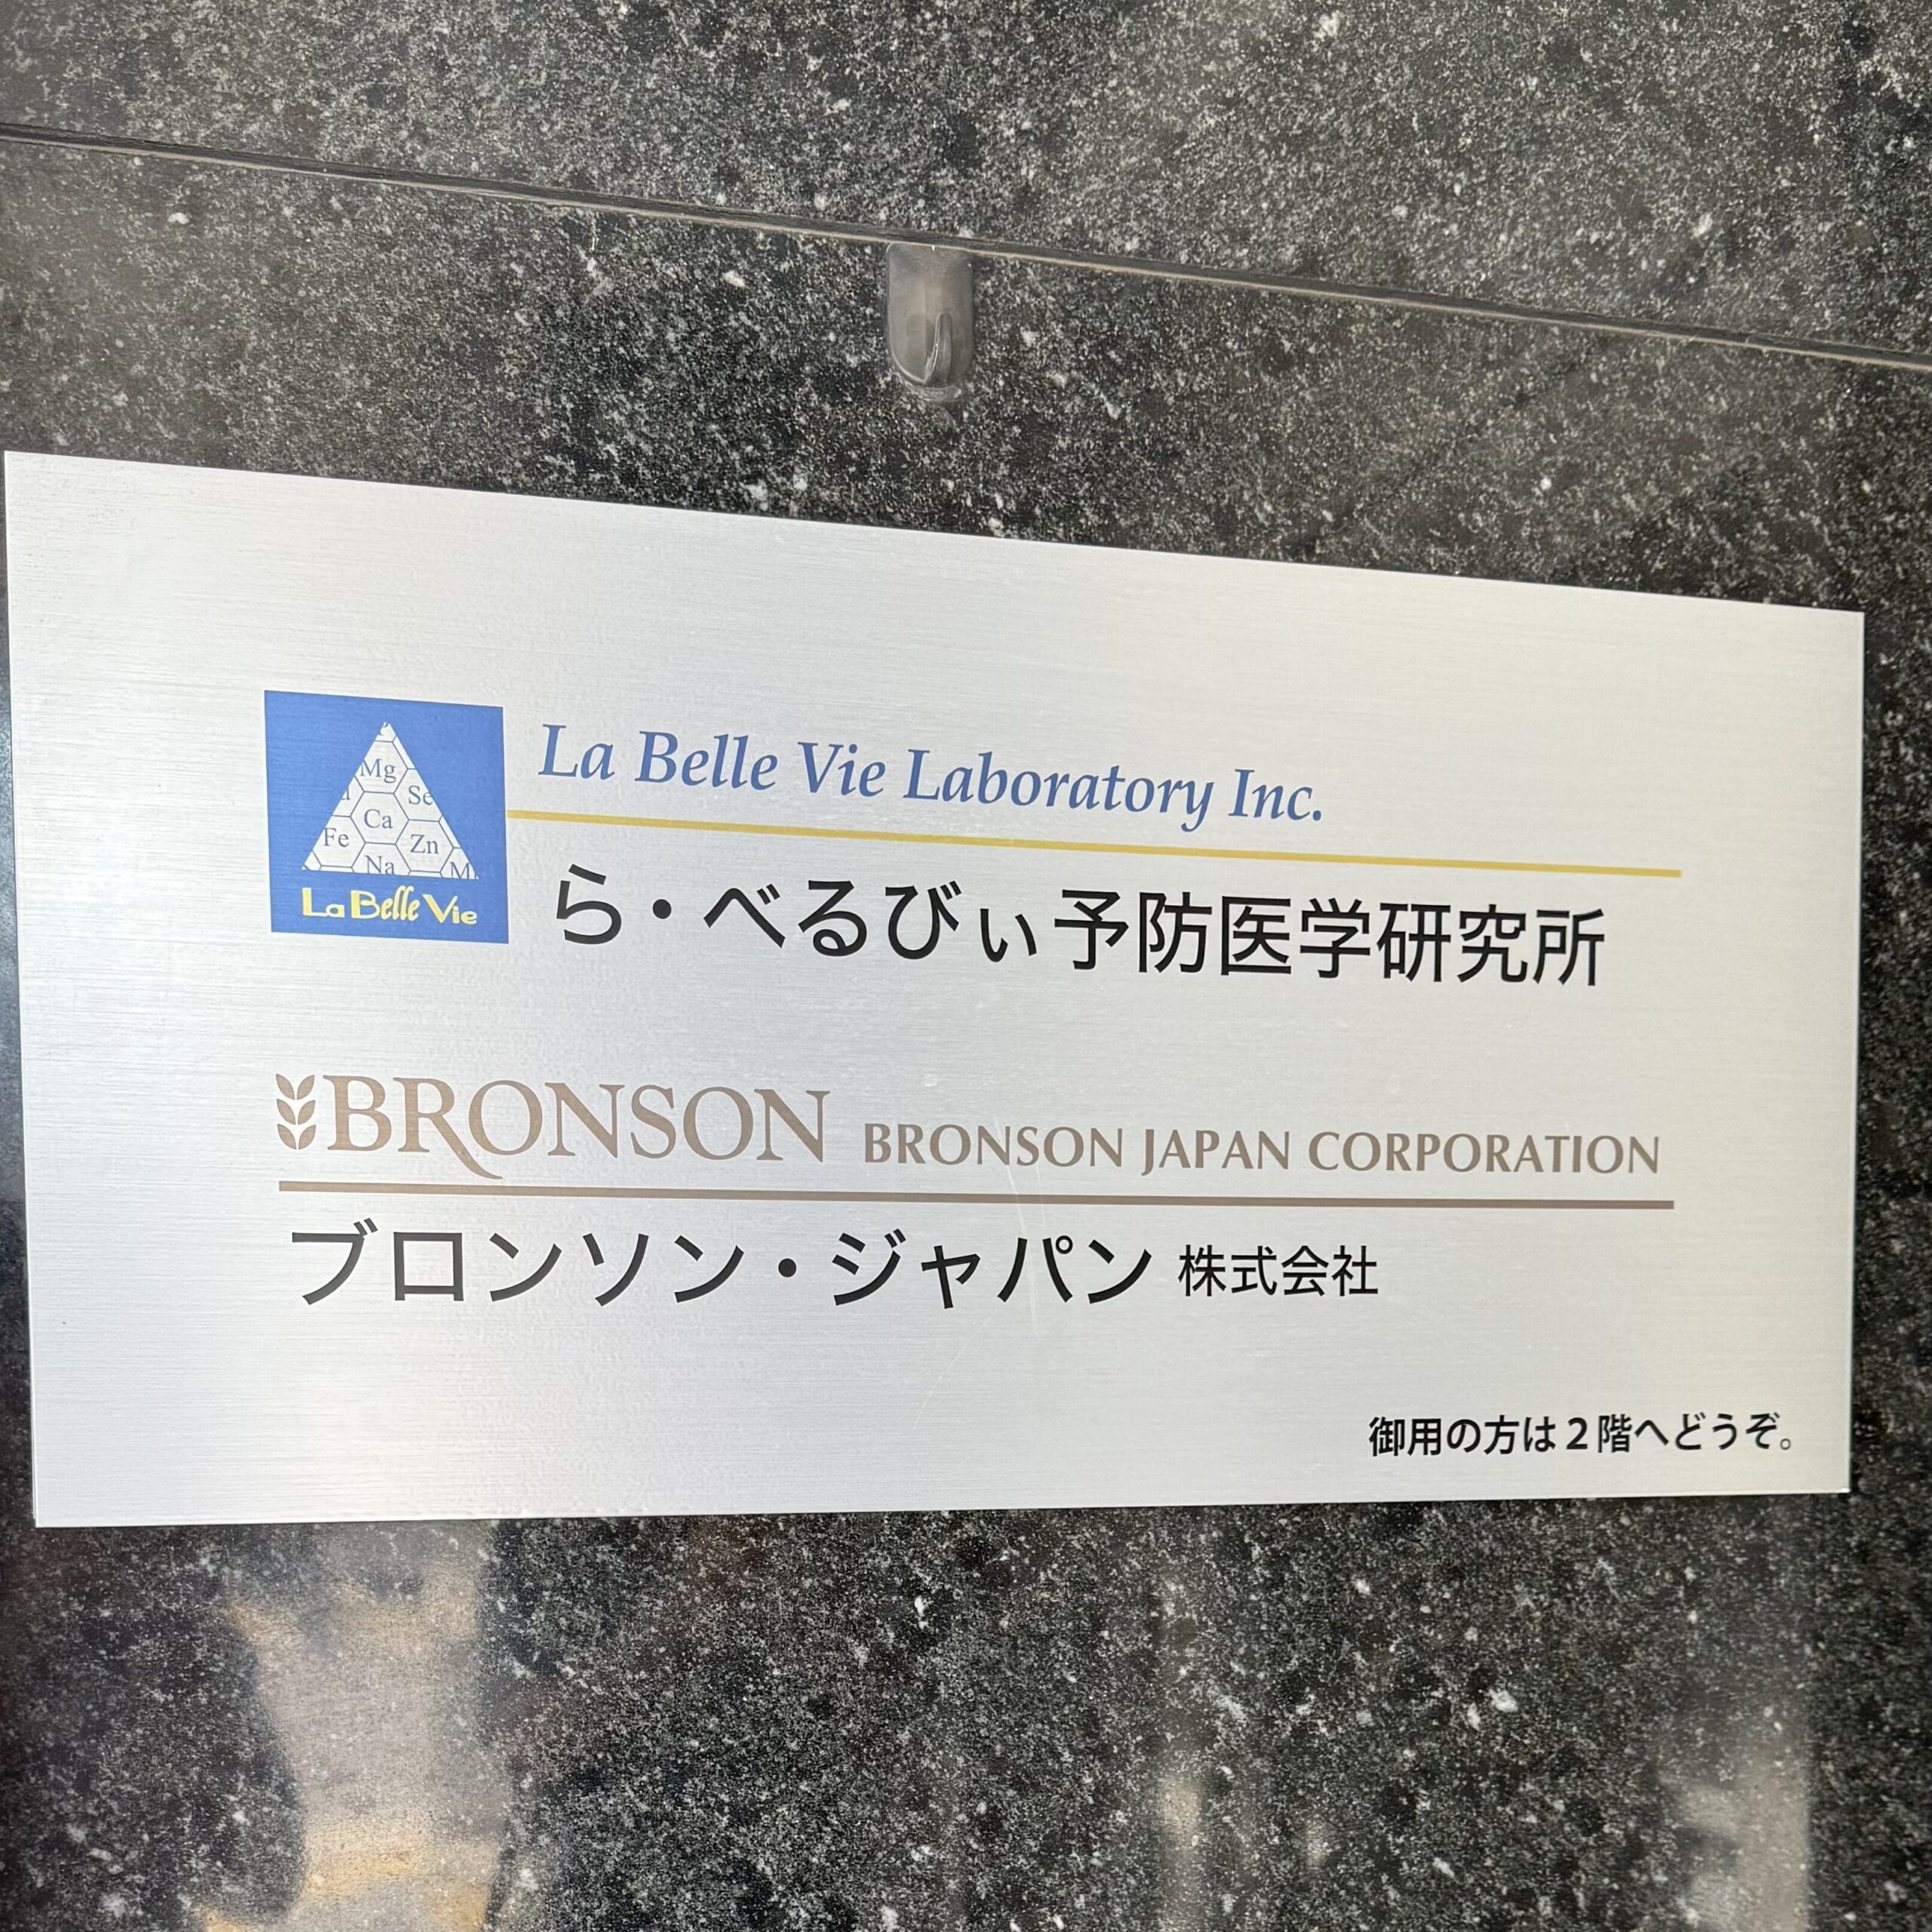 La Belle Vie Laboratory Inc.
Mg
Se
Ca
Fe
Zn
Na
La Belle Vie
ら・べるびぃ予防医学研究所
BRONSON BRONSON JAPAN CORPORATION
ブロンソン・ジャパン 株式会社
御用の方は2階へどうぞ。